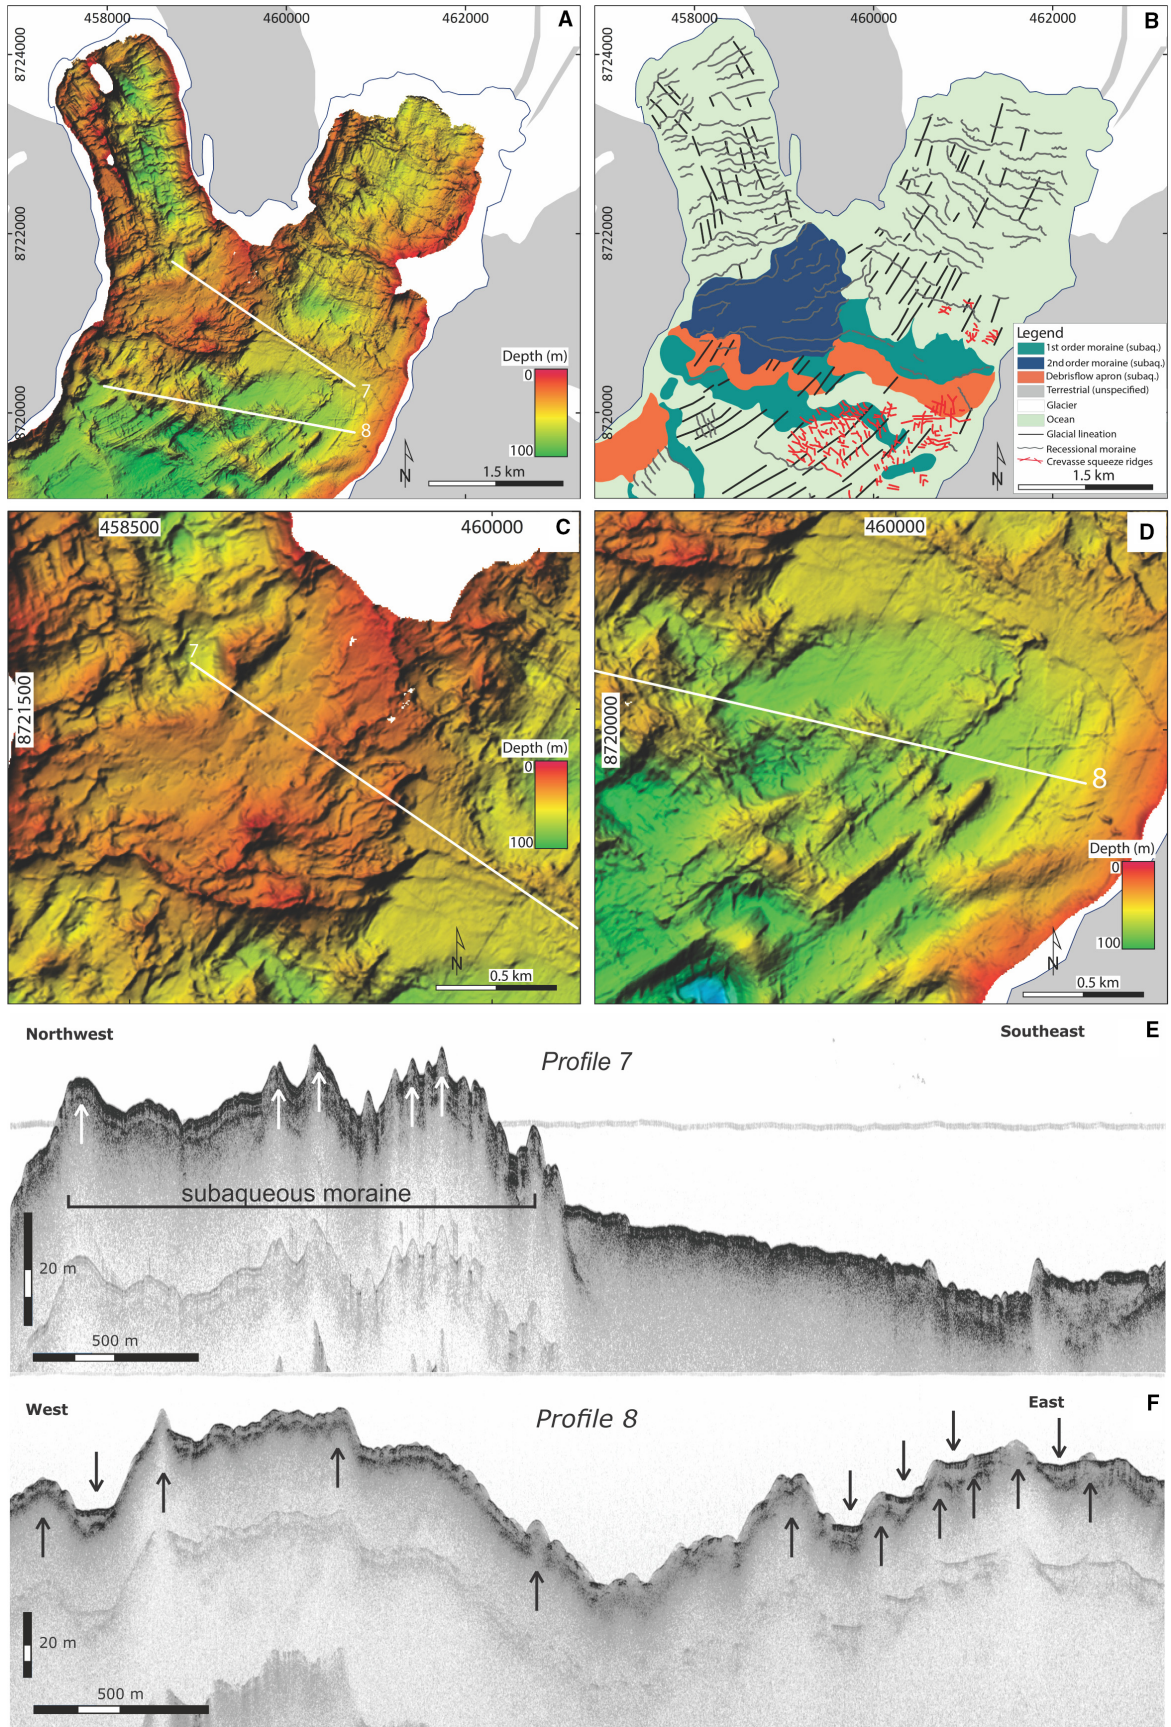 458000 460000 462000 A
8724000
8722000
8720000
Depth (m)
0
100
7
8
N
1.5 km
458000 460000 462000 B
8724000
8722000
8720000
Legend
1st order moraine (subaq.)
2nd order moraine (subaq.)
Debrisflow apron (subaq.)
Terrestrial (unspecified)
Glacier
Ocean
Glacial lineation
Recessional moraine
Crevasse squeeze ridges
N
1.5 km
458500 460000 C
8721500
7
Depth (m)
0
100
N
0.5 km
460000 D
8720000
8
Depth (m)
0
100
N
0.5 km
Northwest Southeast E
Profile 7
subaqueous moraine
20 m
500 m
West East F
Profile 8
20 m
500 m